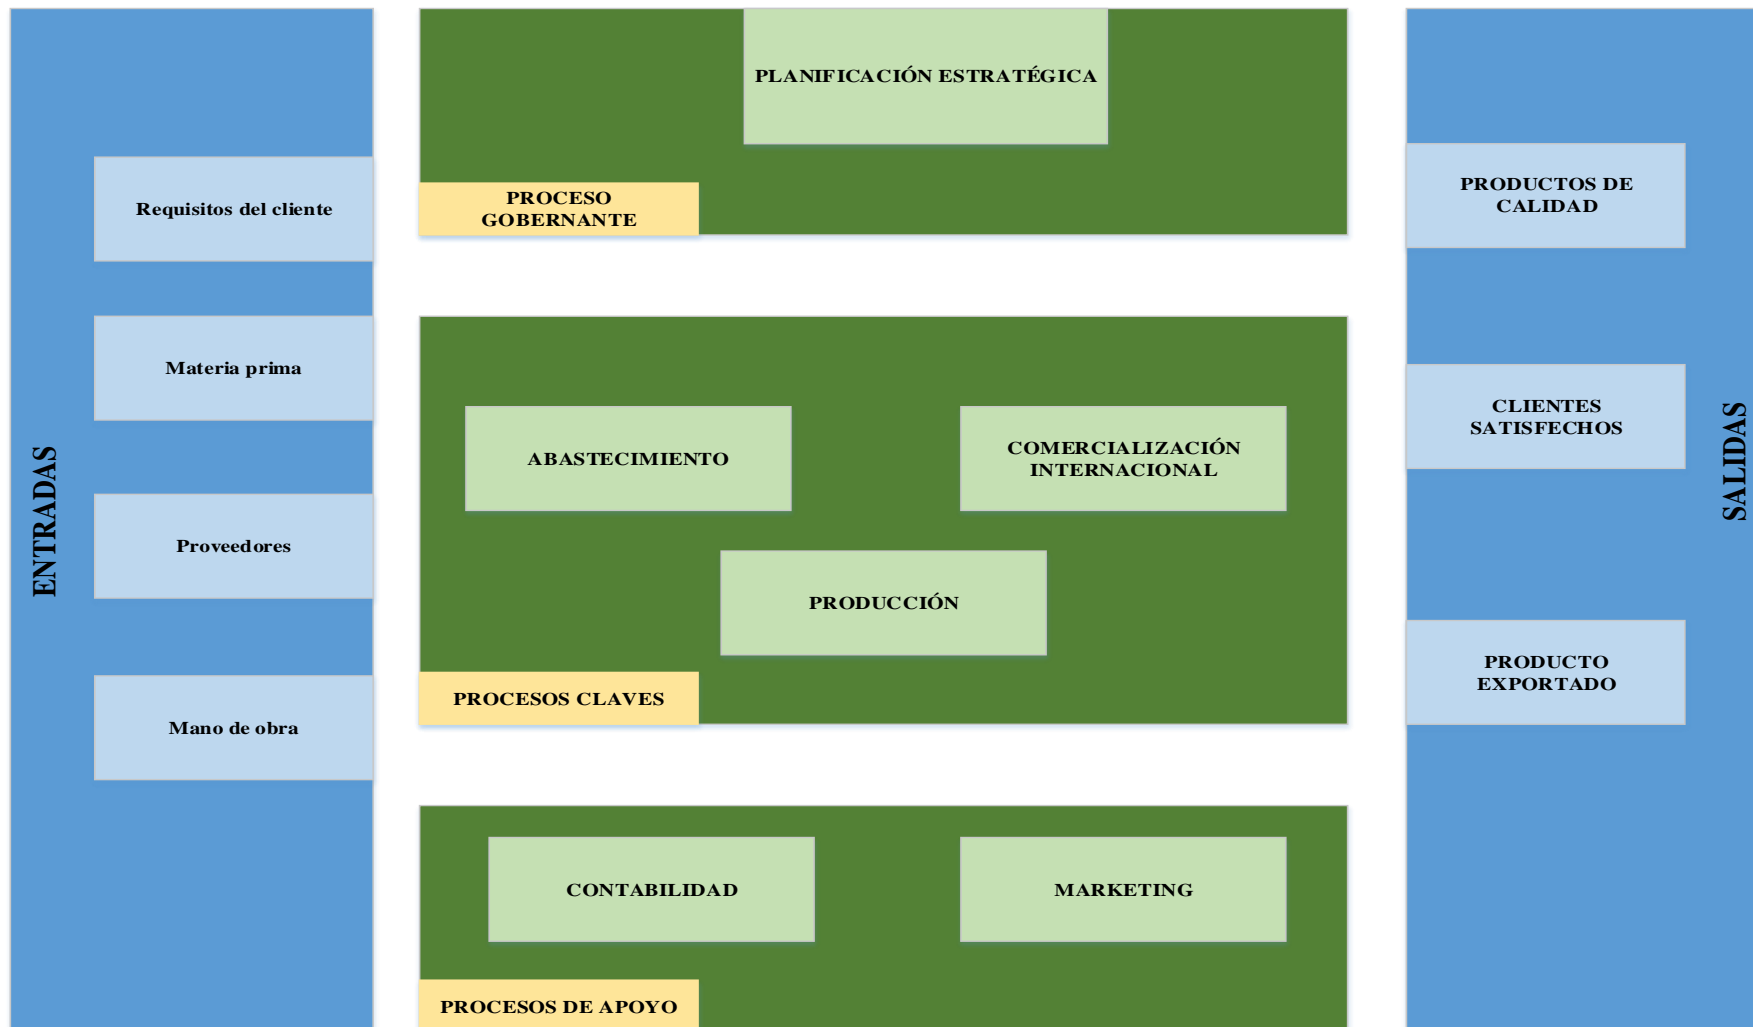 ENTRADAS
Requisitos del cliente
Materia prima
Proveedores
Mano de obra
PLANIFICACIÓN ESTRATÉGICA
PROCESO
GOBERNANTE
ABASTECIMIENTO
COMERCIALIZACIÓN
INTERNACIONAL
PRODUCCIÓN
PROCESOS CLAVES
CONTABILIDAD
MARKETING
PROCESOS DE APOYO
PRODUCTOS DE
CALIDAD
CLIENTES
SATISFECHOS
PRODUCTO
EXPORTADO
SALIDAS